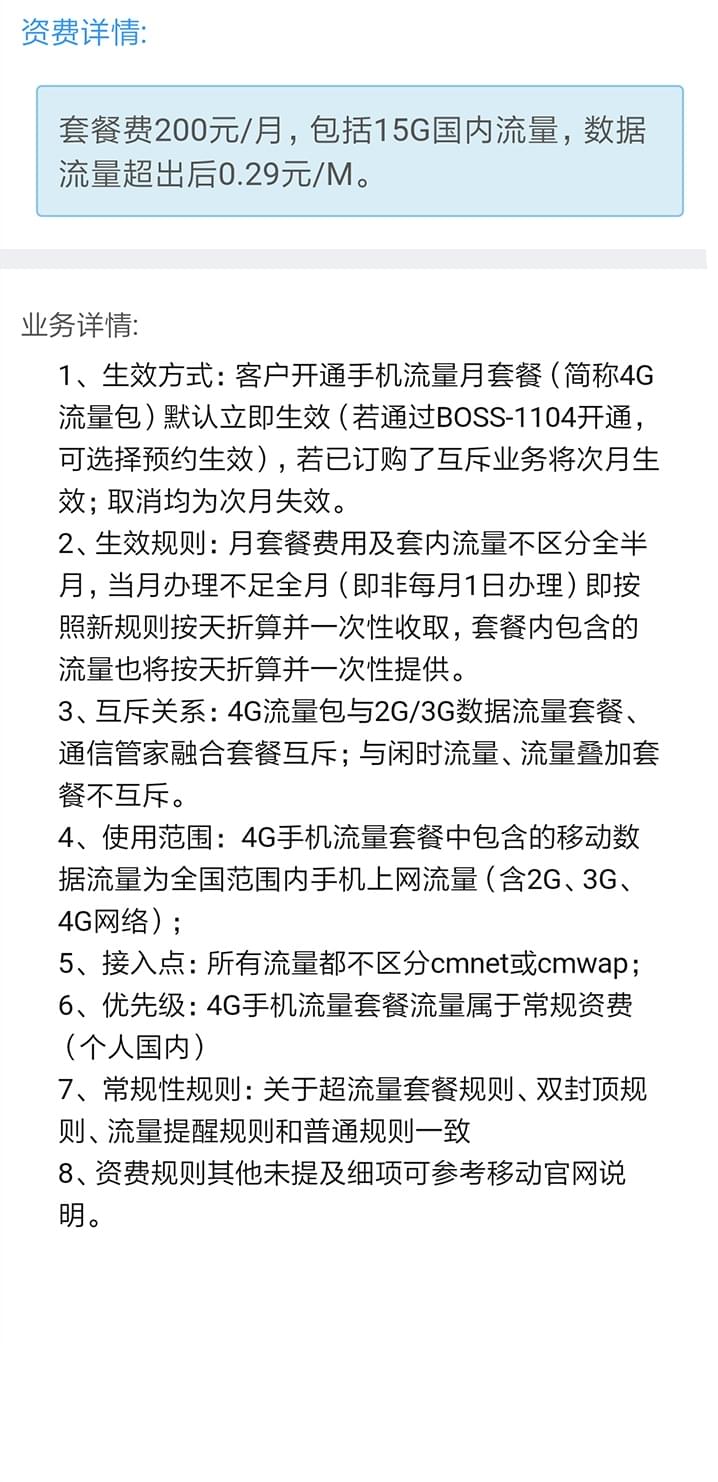 资费详情:
套餐费200元/月，包括15G国内流量，数据
流量超出后0.29元/M。
业务详情:
1、生效方式：客户开通手机流量月套餐（简称4G
流量包）默认立即生效（若通过BOSS-1104开通，
可选择预约生效），若已订购了互斥业务将次月生
效；取消均为次月失效。
2、生效规则：月套餐费用及套内流量不区分全半
月，当月办理不足全月（即非每月1日办理）即按
照新规则按天折算并一次性收取，套餐内包含的
流量也将按天折算并一次性提供。
3、互斥关系：4G流量包与2G/3G数据流量套餐、
通信管家融合套餐互斥；与闲时流量、流量叠加套
餐不互斥。
4、使用范围：4G手机流量套餐中包含的移动数
据流量为全国范围内手机上网流量（含2G、3G、
4G网络）；
5、接入点：所有流量都不区分cmnet或cmwap；
6、优先级：4G手机流量套餐流量属于常规资费
（个人国内）
7、常规性规则：关于超流量套餐规则、双封顶规
则、流量提醒规则和普通规则一致
8、资费规则其他未提及细项可参考移动官网说
明。